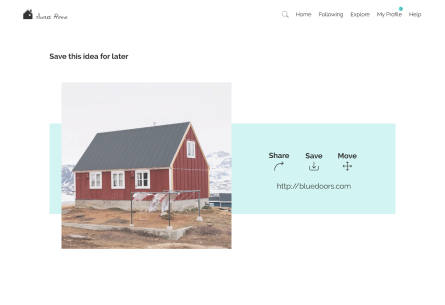 Sweet Home
Home Following Explore My Profile Help
Save this idea for later
Share Save Move
http://bluedoors.com